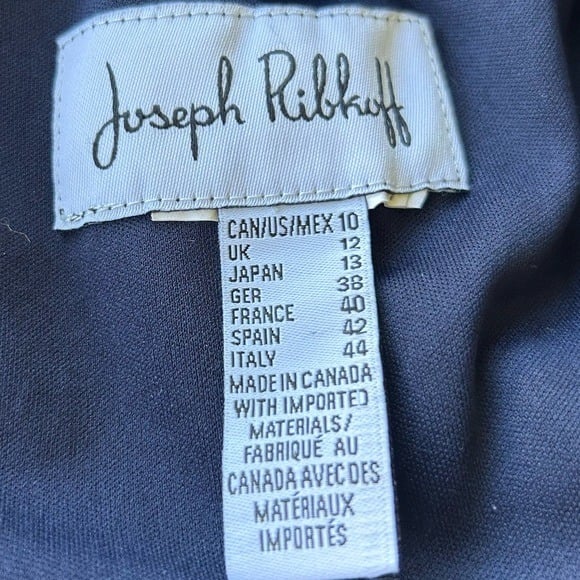 Joseph Ribkoff
CAN/US/MEX 10
UK 12
JAPAN 13
GER 38
FRANCE 40
SPAIN 42
ITALY 44
MADE IN CANADA
WITH IMPORTED
MATERIALS/
FABRIQUÉ AU
CANADA AVEC DES
MATÉRIAUX
IMPORTÉS